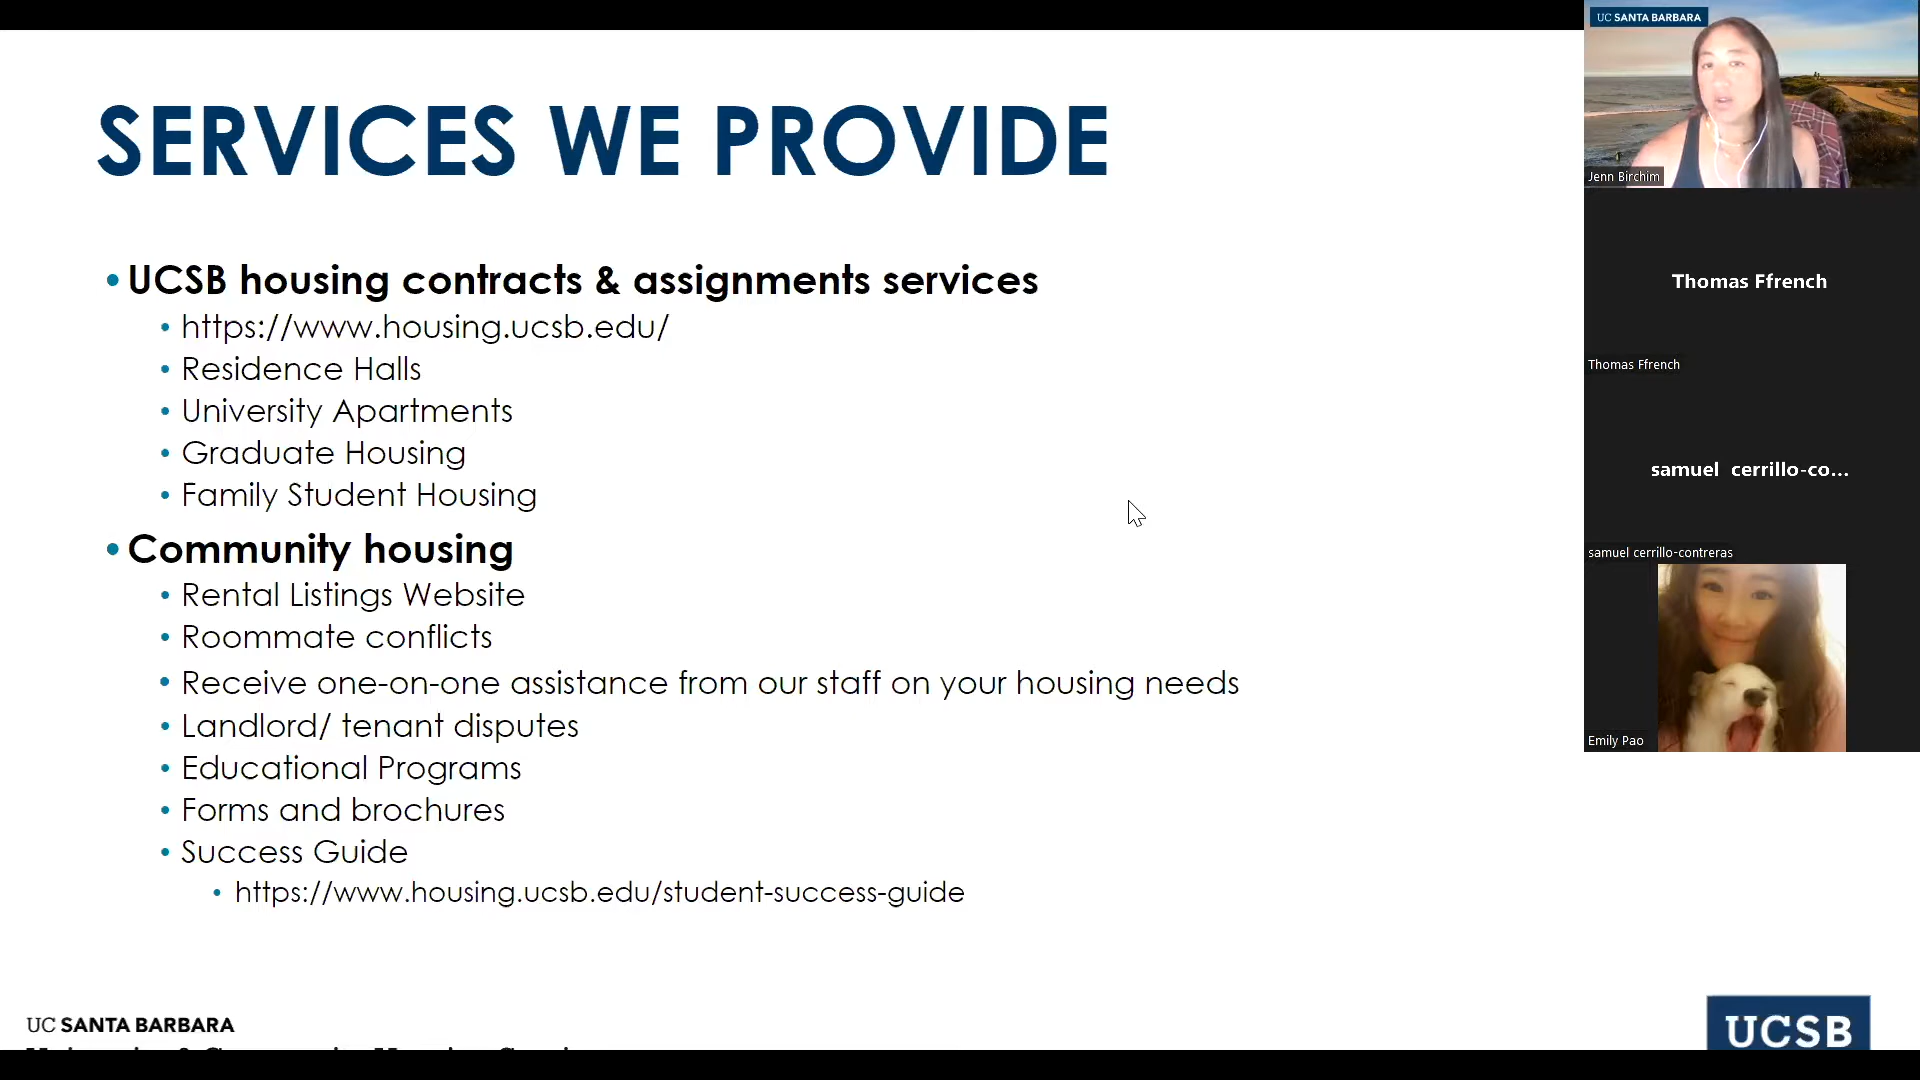 SERVICES WE PROVIDE
UCSB housing contracts & assignments services
https://www.housing.ucsb.edu/
Residence Halls
University Apartments
Graduate Housing
Family Student Housing
Community housing
Rental Listings Website
Roommate conflicts
Receive one-on-one assistance from our staff on your housing needs
Landlord/ tenant disputes
Educational Programs
Forms and brochures
Success Guide
https://www.housing.ucsb.edu/student-success-guide
UC SANTA BARBARA
UCSB
UC SANTA BARBARA
Jenn Birchim
Thomas Ffrench
Thomas Ffrench
samuel cerrillo-co...
samuel cerrillo-contreras
Emily Pao